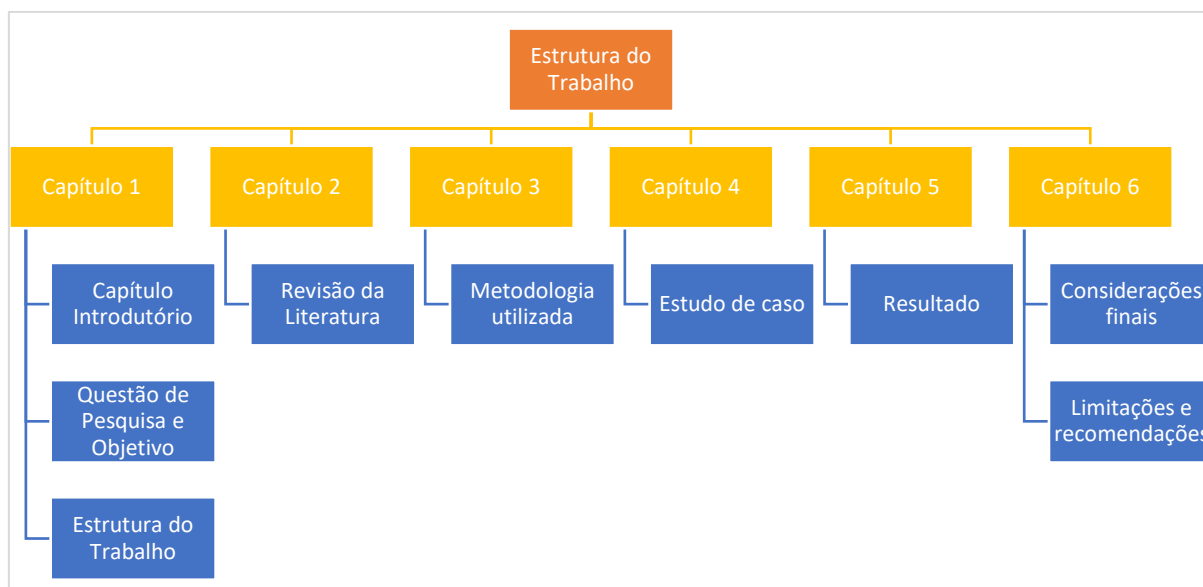 Estrutura do
Trabalho
Capítulo 1
Capítulo 2
Capítulo 3
Capítulo 4
Capítulo 5
Capítulo 6
Capítulo
Introdutório
Questão de
Pesquisa e
Objetivo
Estrutura do
Trabalho
Revisão da
Literatura
Metodologia
utilizada
Estudo de caso
Resultado
Considerações
finais
Limitações e
recomendações